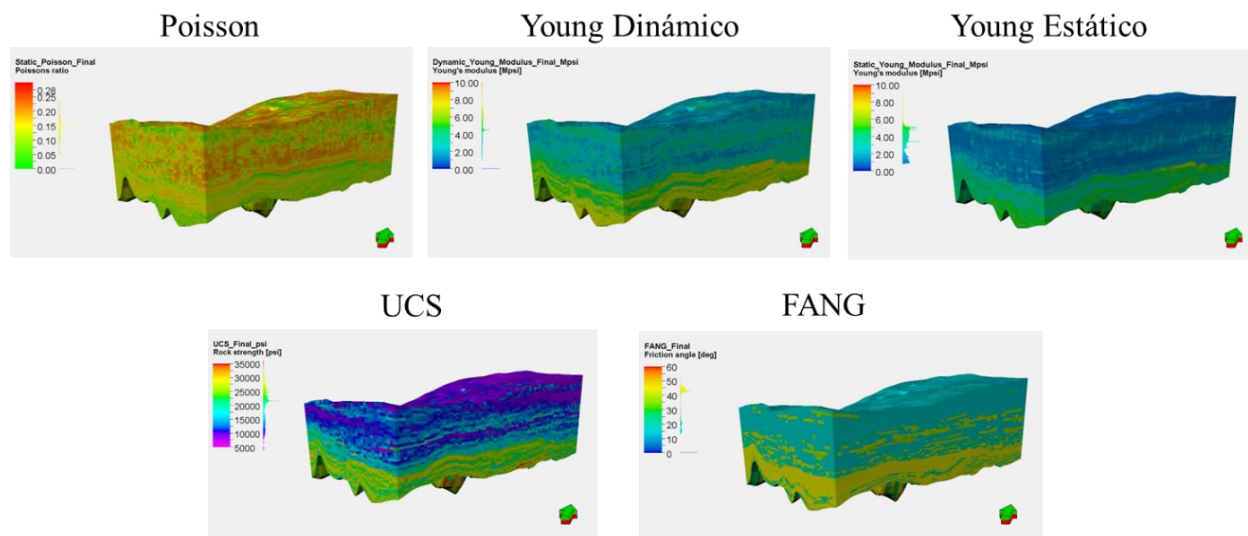 Poisson
Young Dinámico
Young Estático
Static_Poisson_Final
Poissons ratio
0.28
0.25
0.20
0.15
0.10
0.05
0.00
Dynamic_Young_Modulus_Final_Mpsi
Young's modulus [Mpsi]
10.00
8.00
6.00
4.00
2.00
0.00
Static_Young_Modulus_Final_Mpsi
Young's modulus [Mpsi]
10.00
8.00
6.00
4.00
2.00
0.00
UCS
FANG
UCS_Final_psi
Rock strength [psi]
35000
30000
25000
20000
15000
10000
5000
FANG_Final
Friction angle [deg]
60
50
40
30
20
10
0